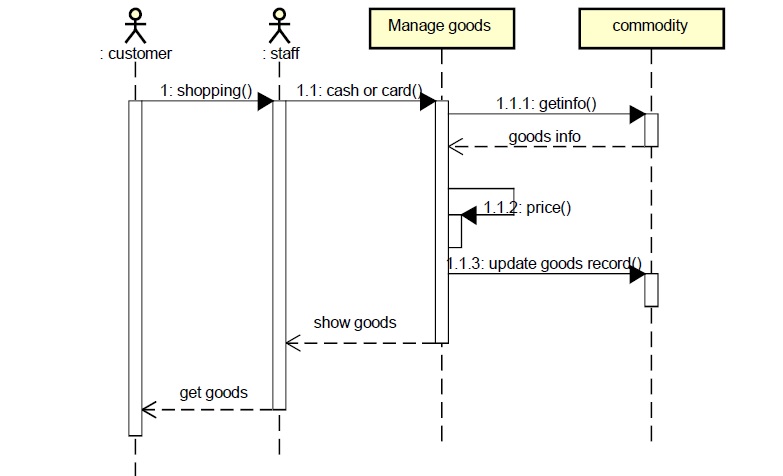 : customer
: staff
Manage goods
commodity
1: shopping()
1.1: cash or card()
1.1.1: getinfo()
goods info
1.1.2: price()
1.1.3: update goods record()
show goods
get goods